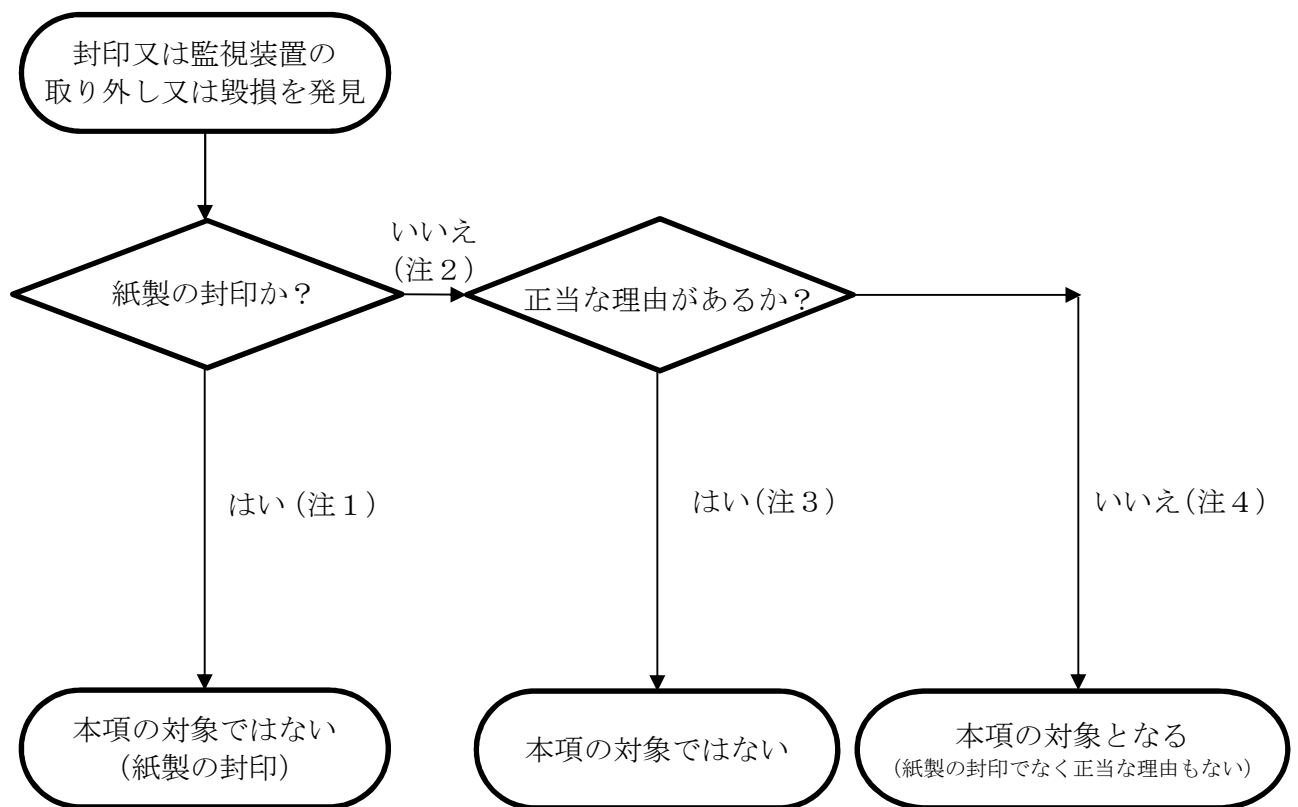 封印又は監視装置の
取り外し又は毀損を発見
紙製の封印か？
いいえ
(注２)
正当な理由があるか？
はい(注１)
はい(注３)
いいえ(注４)
本項の対象ではない
(紙製の封印)
本項の対象ではない
本項の対象となる
(紙製の封印でなく正当な理由もない)